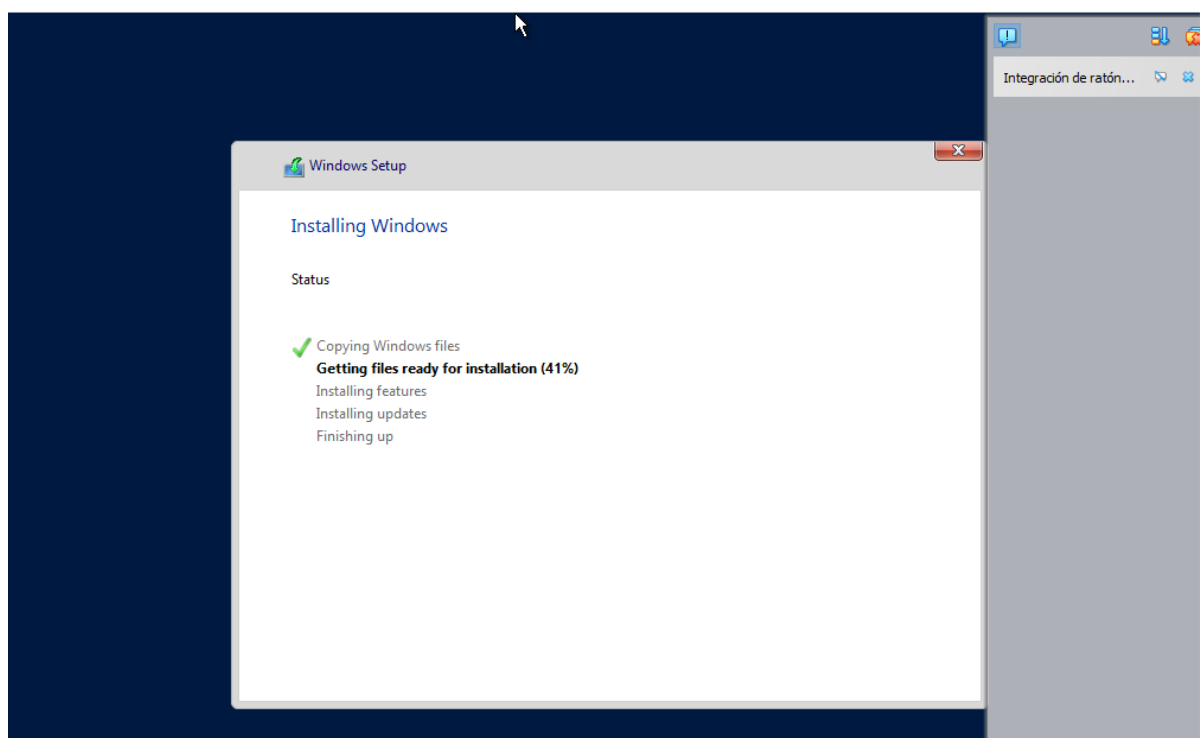 Integración de ratón...
Windows Setup
Installing Windows
Status
Copying Windows files
Getting files ready for installation (41%)
Installing features
Installing updates
Finishing up